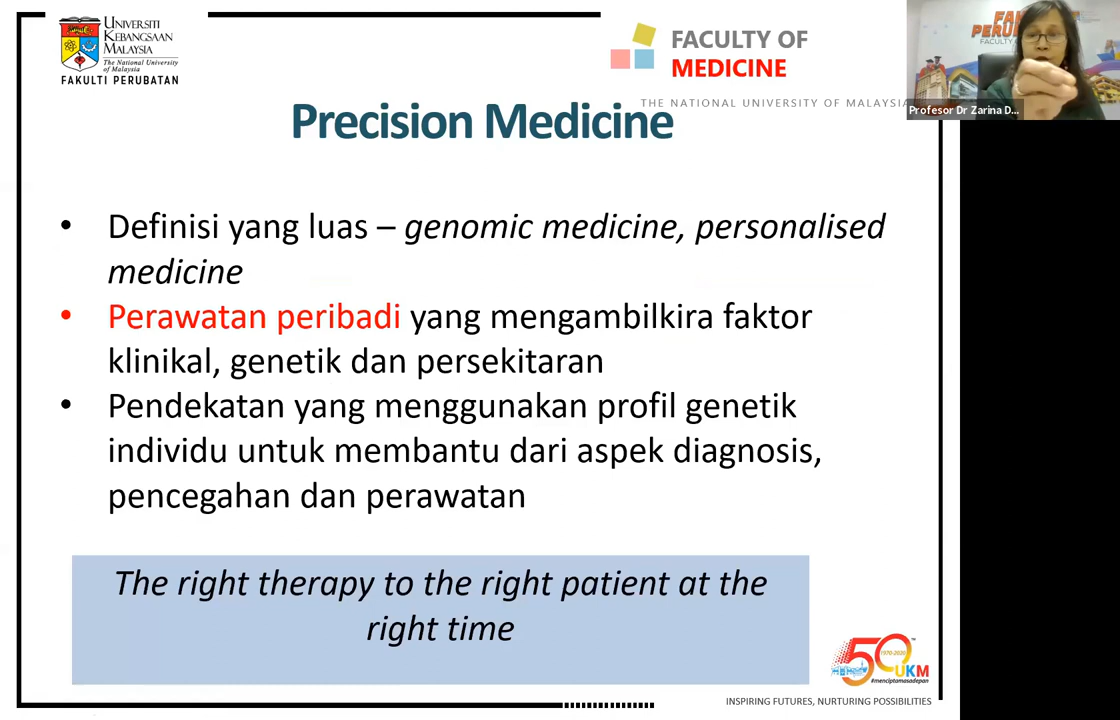 UNIVERSITI
KEBANGSAAN
MALAYSIA
The National University
of Malaysia
FAKULTI PERUBATAN
FACULTY OF
MEDICINE
THE NATIONAL UNIVERSITY OF MALAYSIA
Profesor Dr Zarina D...
Precision Medicine
• Definisi yang luas – genomic medicine, personalised
medicine
• Perawatan peribadi yang mengambilkira faktor
klinikal, genetik dan persekitaran
• Pendekatan yang menggunakan profil genetik
individu untuk membantu dari aspek diagnosis,
pencegahan dan perawatan
The right therapy to the right patient at the
right time
50
1970-2020
UKM
#menciptamasadepan
INSPIRING FUTURES, NURTURING POSSIBILITIES